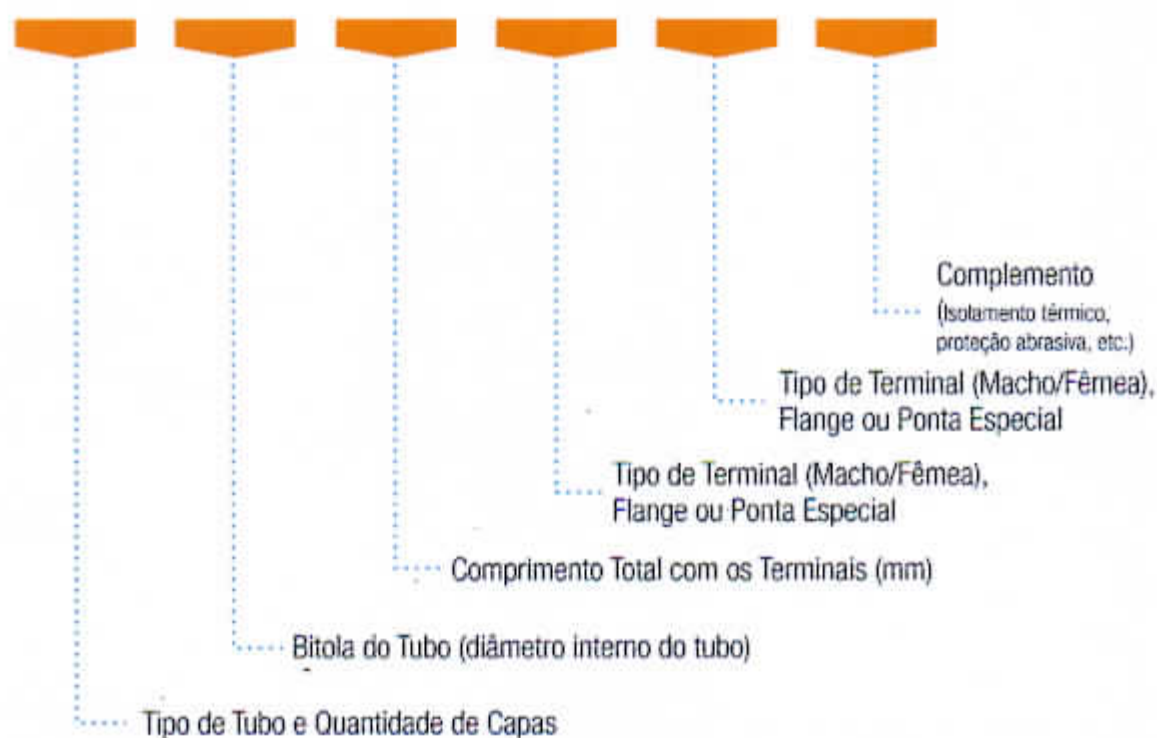 Complemento
(Isolamento térmico,
proteção abrasiva, etc.)
Tipo de Terminal (Macho/Fêmea),
Flange ou Ponta Especial
Tipo de Terminal (Macho/Fêmea),
Flange ou Ponta Especial
Comprimento Total com os Terminais (mm)
Bitola do Tubo (diâmetro interno do tubo)
Tipo de Tubo e Quantidade de Capas